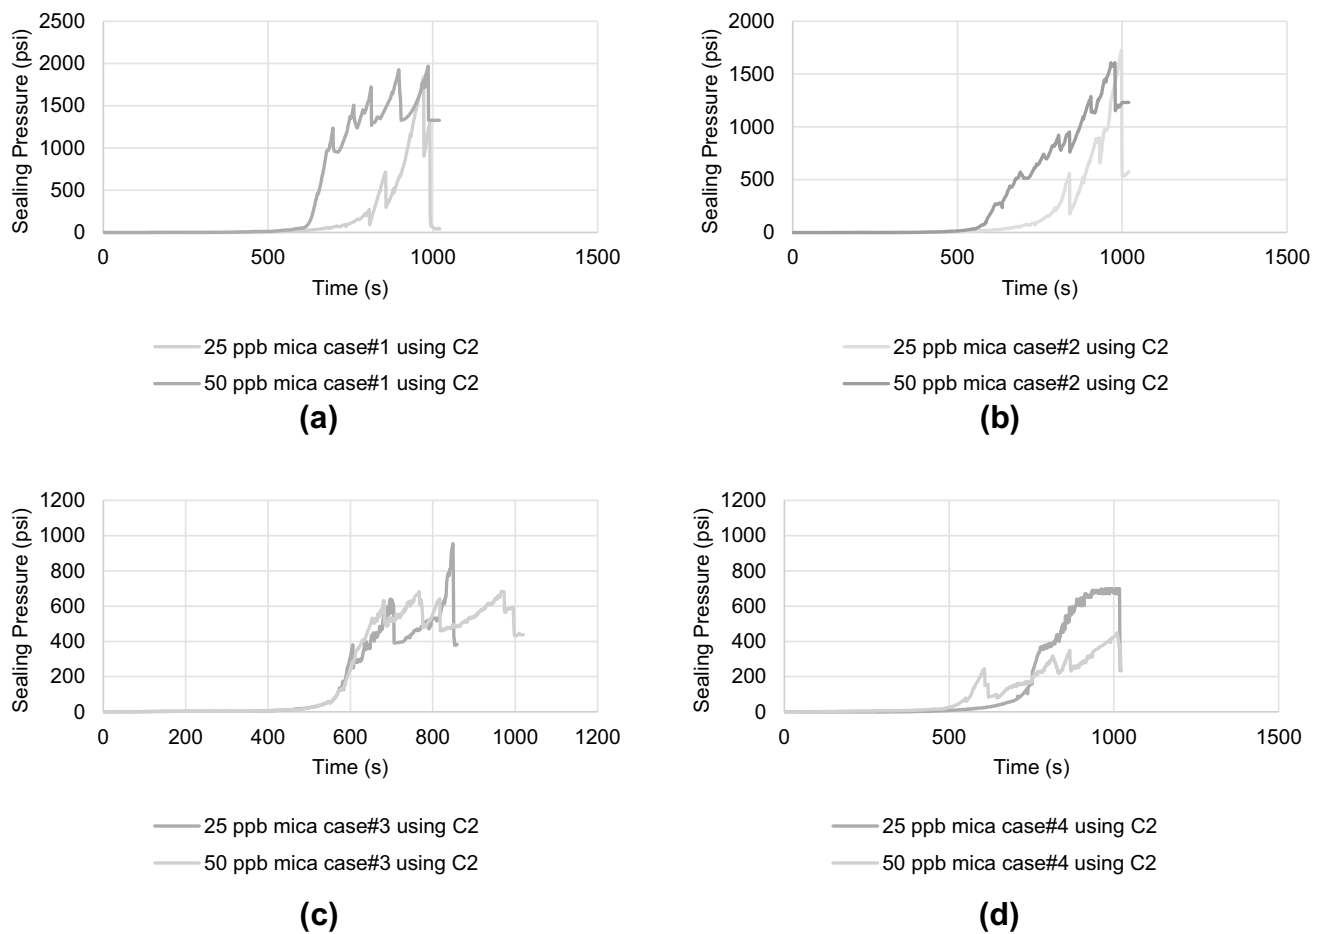 Sealing Pressure (psi)
2500
2000
1500
1000
500
0
0 500 1000 1500
Time (s)
25 ppb mica case#1 using C2
50 ppb mica case#1 using C2
(a)
Sealing Pressure (psi)
2000
1500
1000
500
0
0 500 1000 1500
Time (s)
25 ppb mica case#2 using C2
50 ppb mica case#2 using C2
(b)
Sealing Pressure (psi)
1200
1000
800
600
400
200
0
0 200 400 600 800 1000 1200
Time (s)
25 ppb mica case#3 using C2
50 ppb mica case#3 using C2
(c)
Sealing Pressure (psi)
1200
1000
800
600
400
200
0
0 500 1000 1500
Time (s)
25 ppb mica case#4 using C2
50 ppb mica case#4 using C2
(d)